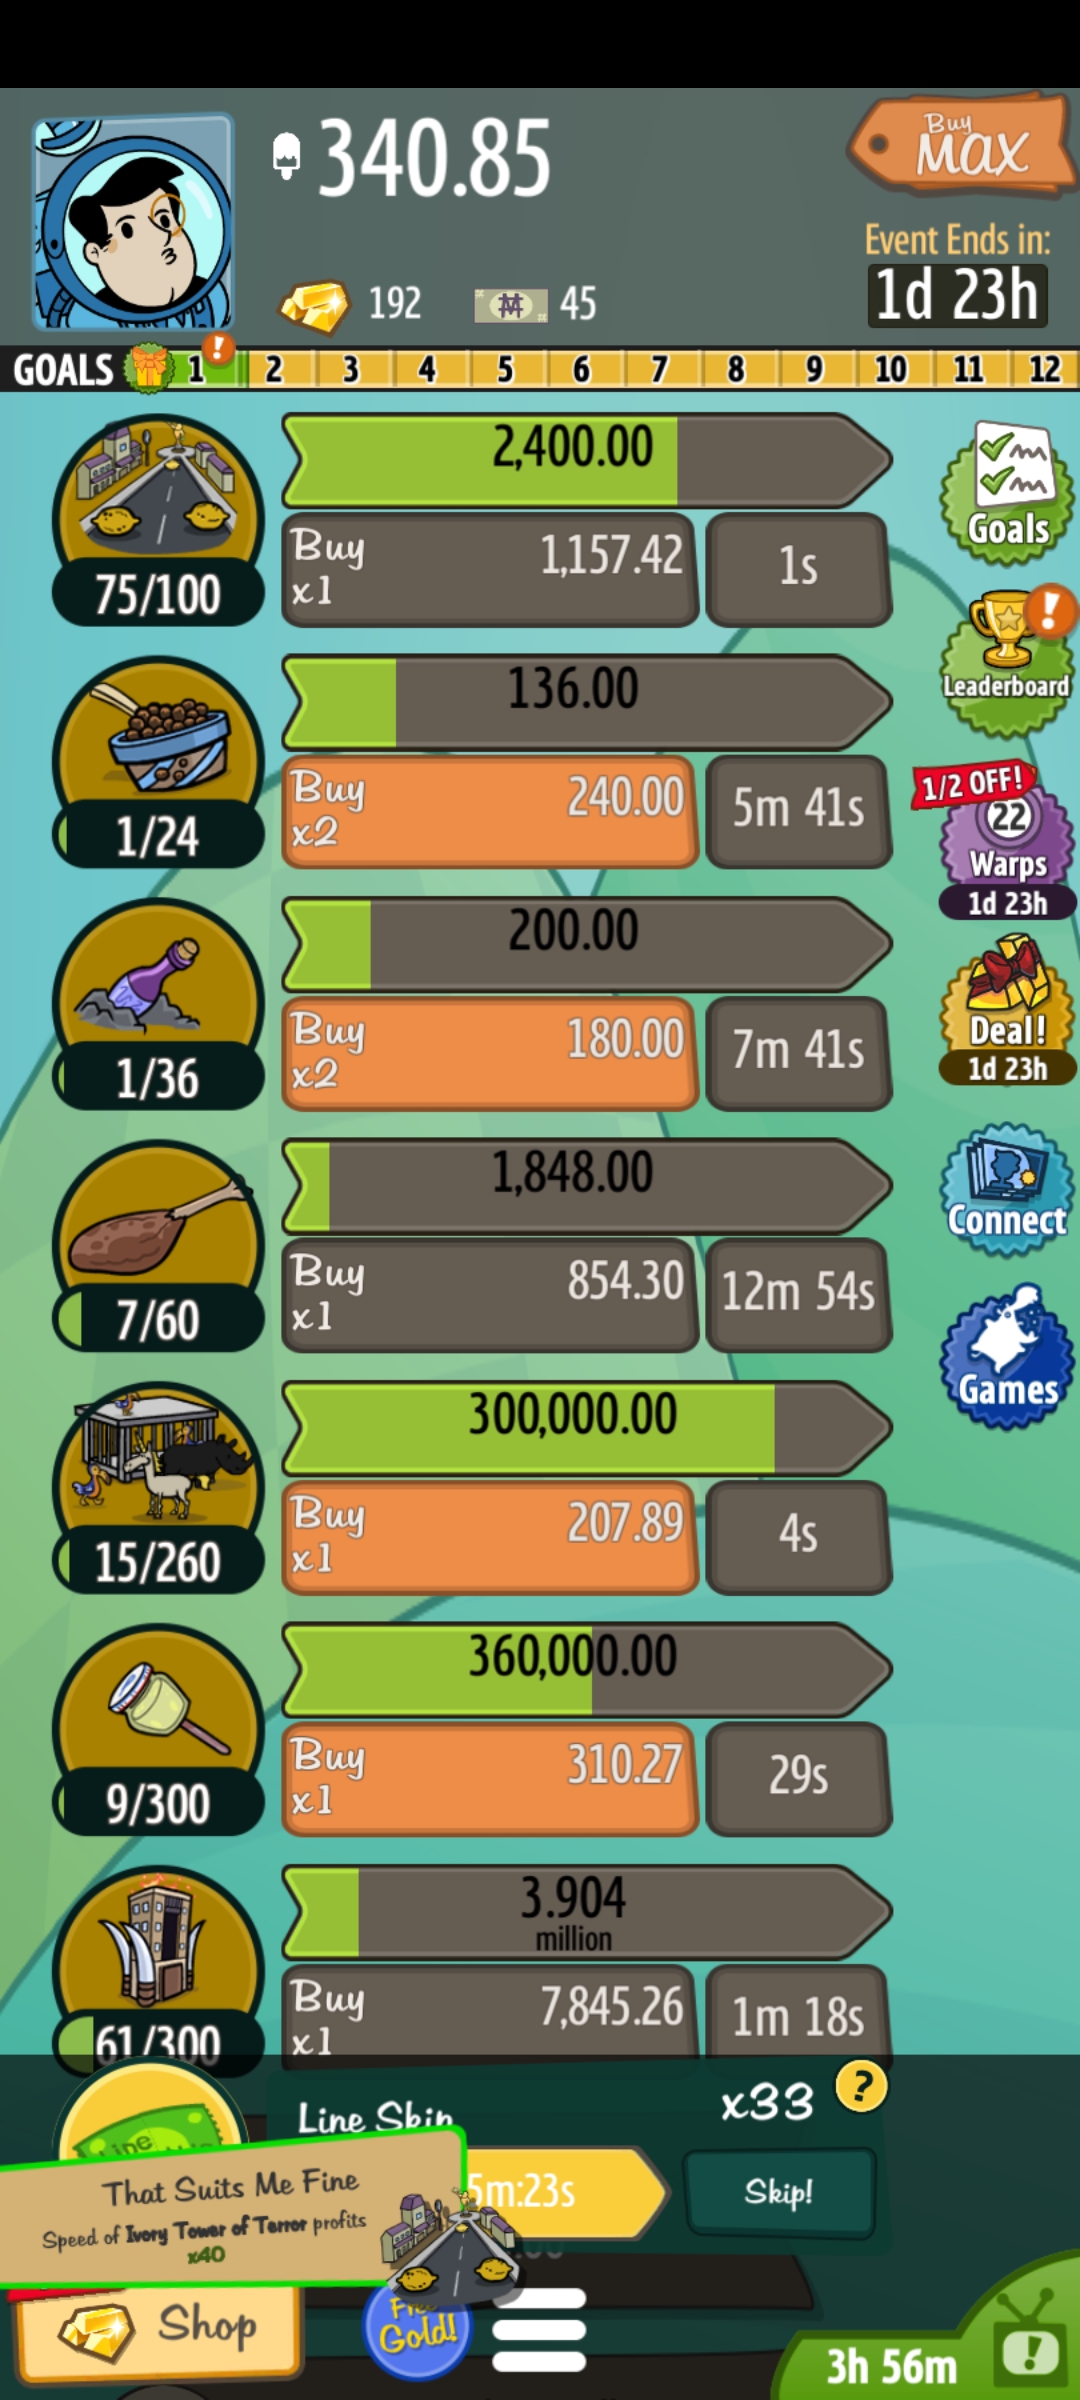 340.85
Buy
MAX
192
45
Event Ends in:
1d 23h
GOALS 1 ! 2 3 4 5 6 7 8 9 10 11 12
2,400.00
Buy
x1
1,157.42
1s
75/100
Goals
136.00
Buy
x2
240.00
5m 41s
1/24
!
Leaderboard
200.00
Buy
x2
180.00
7m 41s
1/36
1/2 OFF!
22
Warps
1d 23h
1,848.00
Buy
x1
854.30
12m 54s
7/60
Deal!
1d 23h
300,000.00
Buy
x1
207.89
4s
15/260
Connect
Games
360,000.00
Buy
x1
310.27
29s
9/300
3.904
million
Buy
x1
7,845.26
1m 18s
61/300
Line Skip
x33
?
5m:23s
Skip!
That Suits Me Fine
Speed of Ivory Tower of Terror profits
x40
Shop
Free
Gold!
3h 56m
!